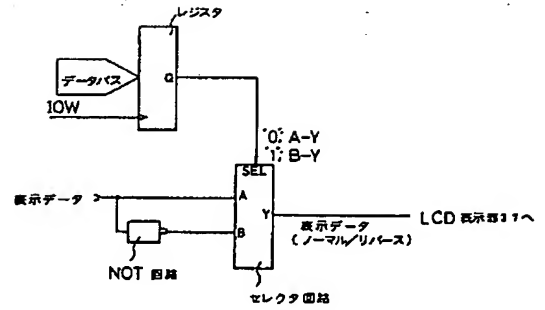 レジスタ
データバス
Q
IOW
"0"; A-Y
"1"; B-Y
SEL
表示データ
A
Y
B
LCD 表示部37へ
表示データ
(ノーマル/リバース)
NOT 回路
セレクタ回路